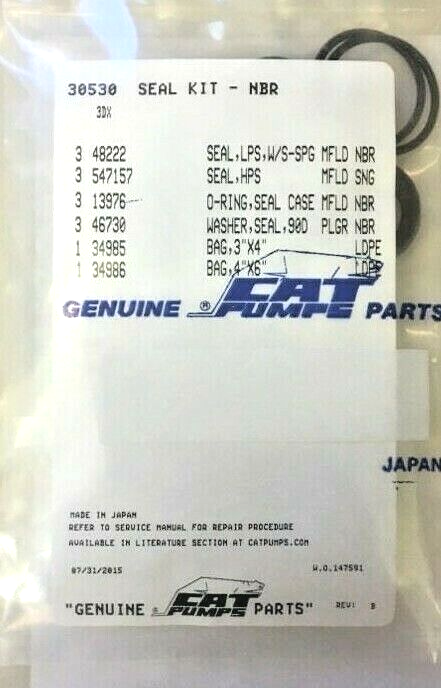 30530 SEAL KIT - NBR
3DX
3 48222 SEAL,LPS,W/S-SPG MFLD NBR
3 547157 SEAL,HPS MFLD SNG
3 13976 O-RING,SEAL CASE MFLD NBR
3 46730 WASHER,SEAL,90D PLGR NBR
1 34985 BAG,3"X4" LDPE
1 34986 BAG,4"X6" LDPE
GENUINE ® CAT PUMPS PARTS
JAPAN
MADE IN JAPAN
REFER TO SERVICE MANUAL FOR REPAIR PROCEDURE
AVAILABLE IN LITERATURE SECTION AT CATPUMPS.COM
07/31/2015 W.O.147591
"GENUINE ® CAT PUMPS PARTS" REV: B